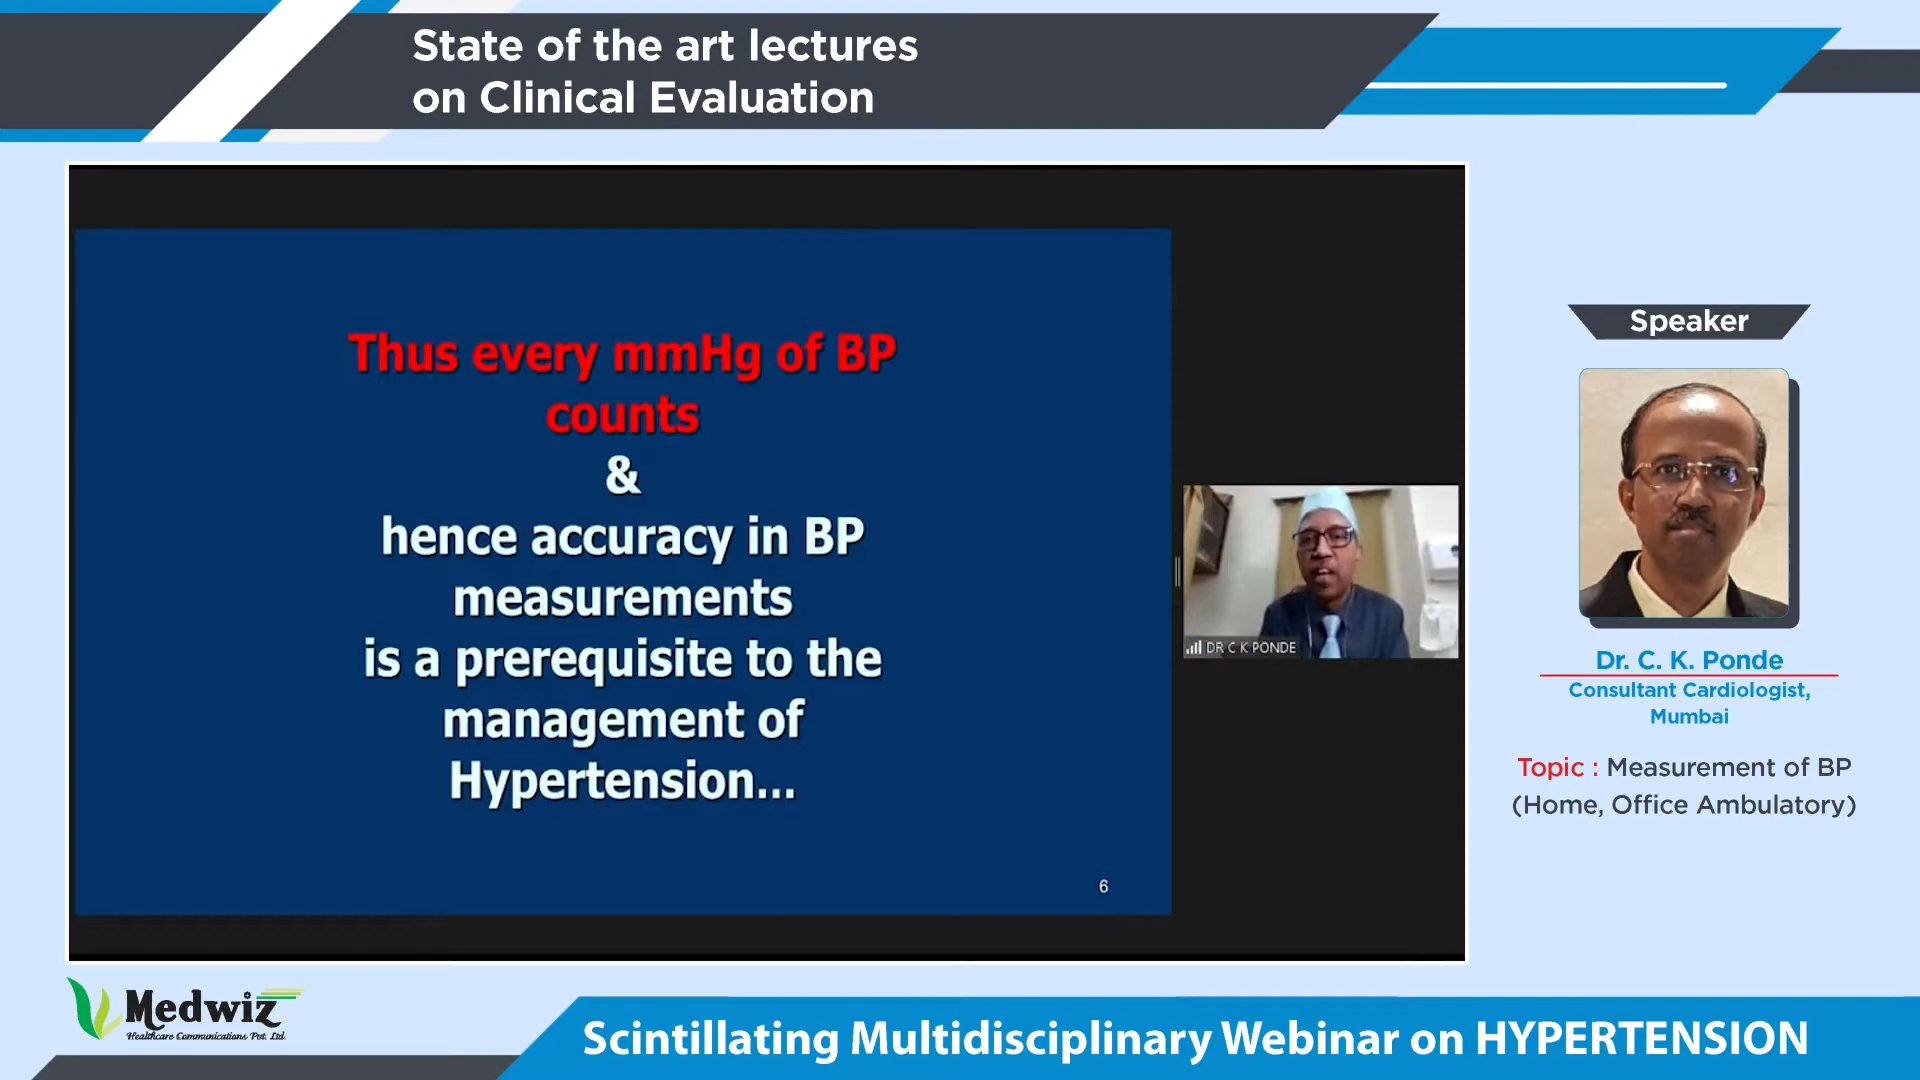 State of the art lectures
on Clinical Evaluation
Thus every mmHg of BP
counts
&
hence accuracy in BP
measurements
is a prerequisite to the
management of
Hypertension...
6
DR C K PONDE
Speaker
Dr. C. K. Ponde
Consultant Cardiologist,
Mumbai
Topic : Measurement of BP
(Home, Office Ambulatory)
Medwiz
Healthcare Communications Pvt. Ltd.
Scintillating Multidisciplinary Webinar on HYPERTENSION